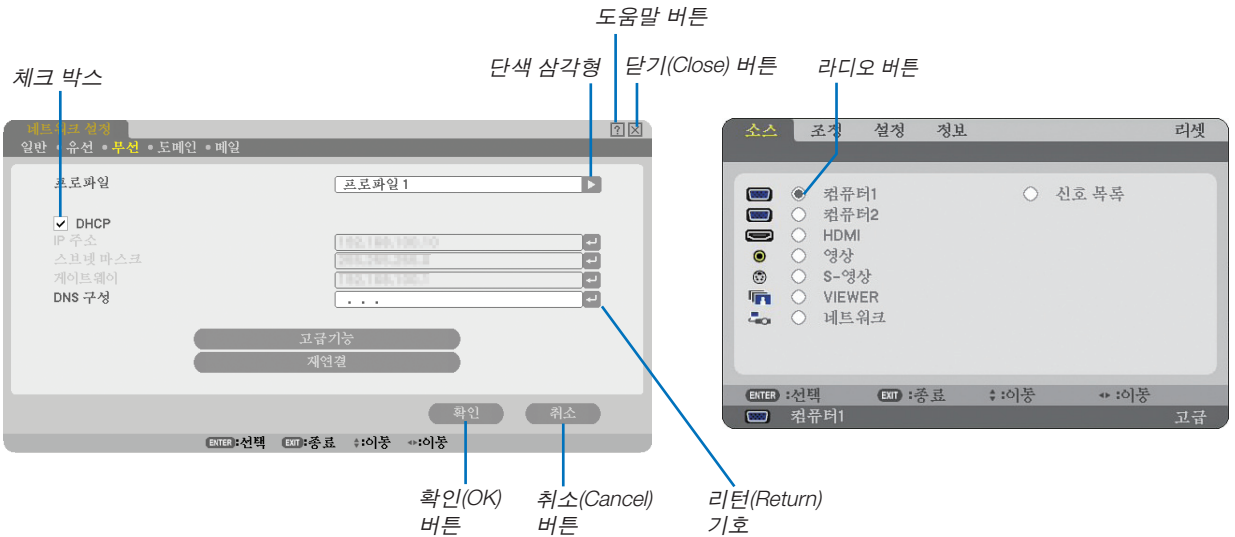 도움말 버튼
체크 박스
단색 삼각형
닫기(Close) 버튼
라디오 버튼
네트워크 설정
일반 • 유선 • 무선 • 도메인 • 메일
프로파일
프로파일 1
DHCP
IP 주소
스브넷 마스크
게이트웨이
DNS 구성
. . .
고급기능
재연결
확인
취소
ENTER :선택 EXIT :종료 :이동 :이동
확인(OK)
버튼
취소(Cancel)
버튼
리턴(Return)
기호
소스 조정 설정 정보 리셋
컴퓨터1
신호 목록
컴퓨터2
HDMI
영상
S-영상
VIEWER
네트워크
ENTER :선택 EXIT :종료 :이동 :이동
컴퓨터1 고급